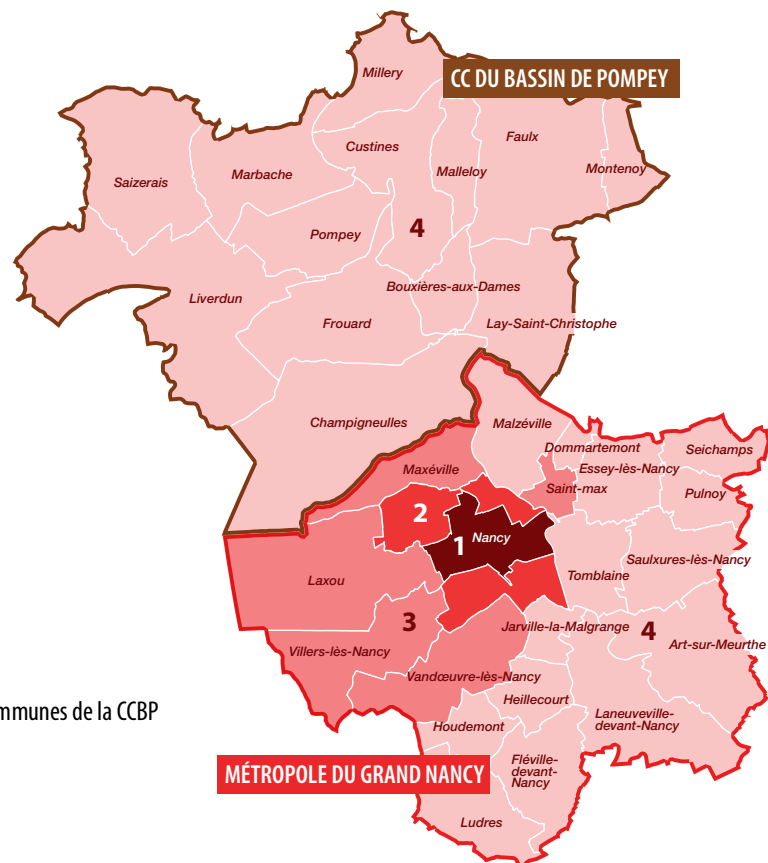 Millery
CC DU BASSIN DE POMPEY
Custines
Faulx
Malleloy
Montenoy
Marbache
Saizerais
4
Pompey
Bouxières-aux-Dames
Liverdun
Frouard
Lay-Saint-Christophe
Champigneulles
Malzéville
Dommartemont
Seichamps
Maxéville
Essey-lès-Nancy
Saint-max
Pulnoy
2
1
Nancy
Saulxures-lès-Nancy
Laxou
Tomblaine
3
Jarville-la-Malgrange
4
Art-sur-Meurthe
Villers-lès-Nancy
Vandœuvre-lès-Nancy
Heillecourt
mmunes de la CCBP
Houdemont
Laneuveville-
devant-Nancy
Fléville-
devant-
Nancy
MÉTROPOLE DU GRAND NANCY
Ludres